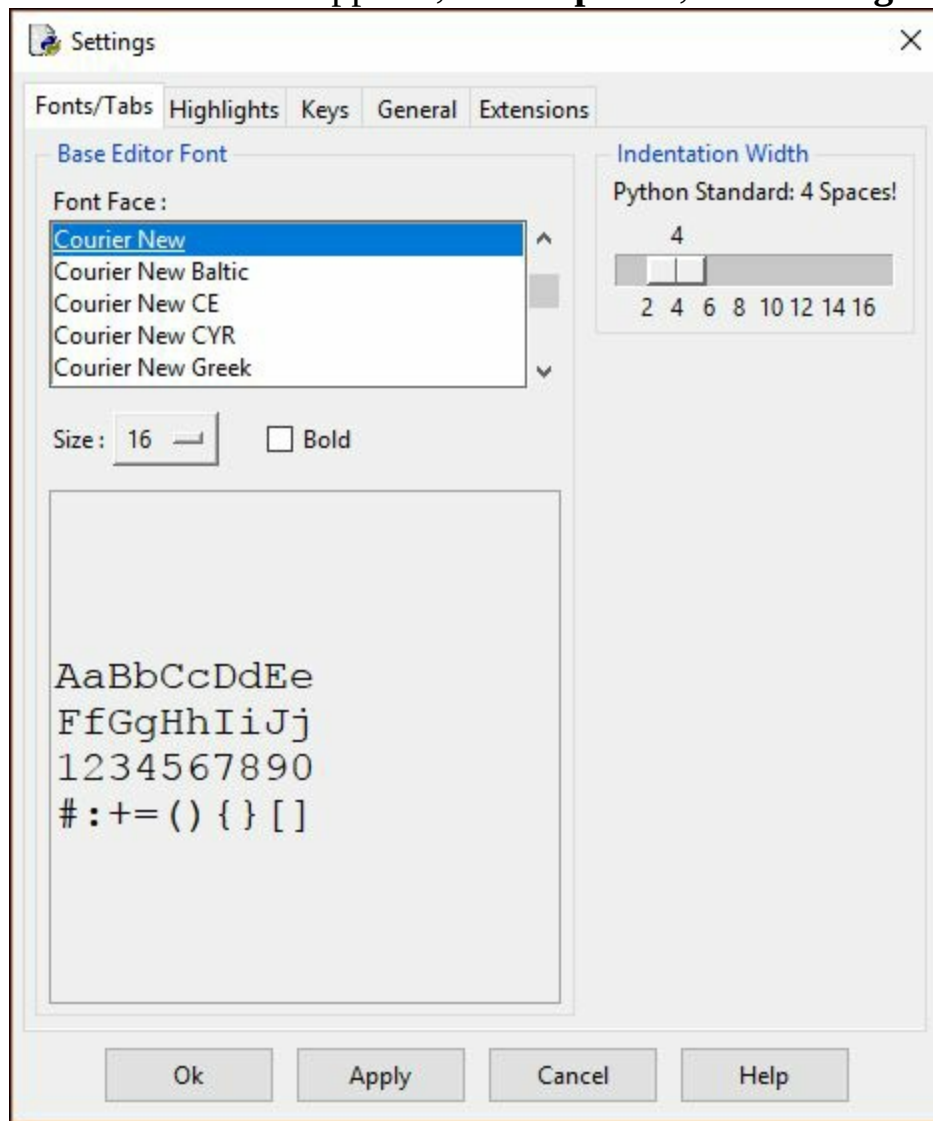 Settings
Fonts/Tabs Highlights Keys General Extensions
Base Editor Font
Font Face :
Courier New
Courier New Baltic
Courier New CE
Courier New CYR
Courier New Greek
Size : 16 Bold
AaBbCcDdEe
FfGgHhIiJj
1234567890
#:+=(){}[]
Indentation Width
Python Standard: 4 Spaces!
4
2 4 6 8 10 12 14 16
Ok Apply Cancel Help